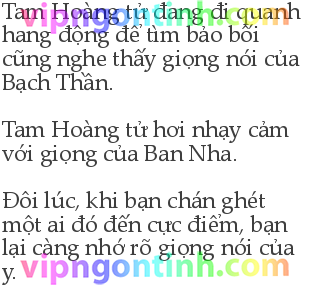 Tam Hoàng tử đang đi quanh
hang động để tìm bảo bối
cũng nghe thấy giọng nói của
Bạch Thần.
Tam Hoàng tử hơi nhạy cảm
với giọng của Ban Nha.
Đôi lúc, khi bạn chán ghét
một ai đó đến cực điểm, bạn
lại càng nhớ rõ giọng nói của
y.
vipngontinh.com
vipngontinh.com